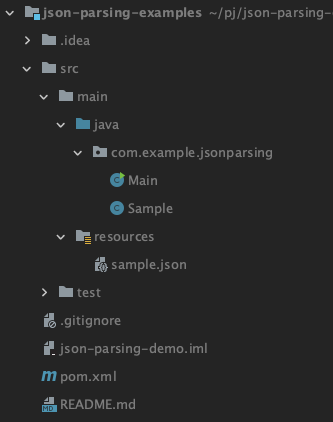 json-parsing-examples ~/pj/json-parsing-
.idea
src
main
java
com.example.jsonparsing
Main
Sample
resources
sample.json
test
.gitignore
json-parsing-demo.iml
pom.xml
README.md